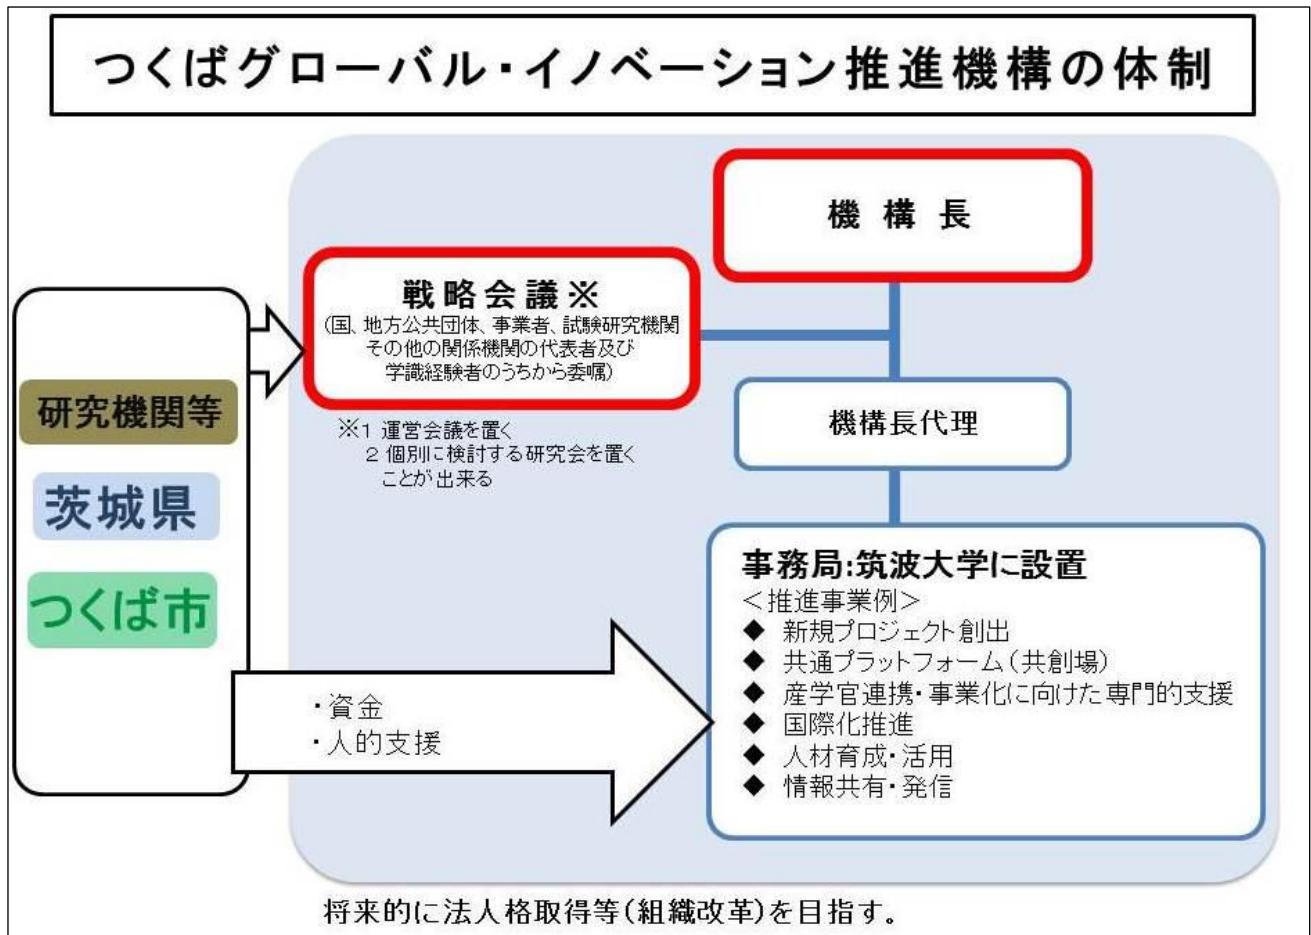 つくばグローバル・イノベーション推進機構の体制
機構長
戦略会議※
(国、地方公共団体、事業者、試験研究機関
その他の関係機関の代表者及び
学識経験者のうちから委嘱)
※1 運営会議を置く
2 個別に検討する研究会を置く
ことが出来る
研究機関等
茨城県
つくば市
機構長代理
・資金
・人的支援
事務局:筑波大学に設置
<推進事業例>
◆ 新規プロジェクト創出
◆ 共通プラットフォーム(共創場)
◆ 産学官連携・事業化に向けた専門的支援
◆ 国際化推進
◆ 人材育成・活用
◆ 情報共有・発信
将来的に法人格取得等(組織改革)を目指す。